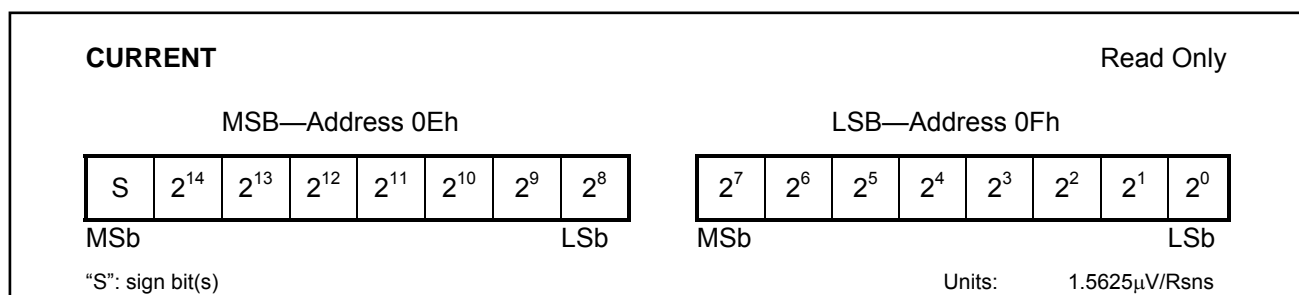 CURRENT Read Only
MSB—Address 0Eh LSB—Address 0Fh
S 2^14 2^13 2^12 2^11 2^10 2^9 2^8 2^7 2^6 2^5 2^4 2^3 2^2 2^1 2^0
MSb LSb MSb LSb
“S”: sign bit(s) Units: 1.5625μV/Rsns